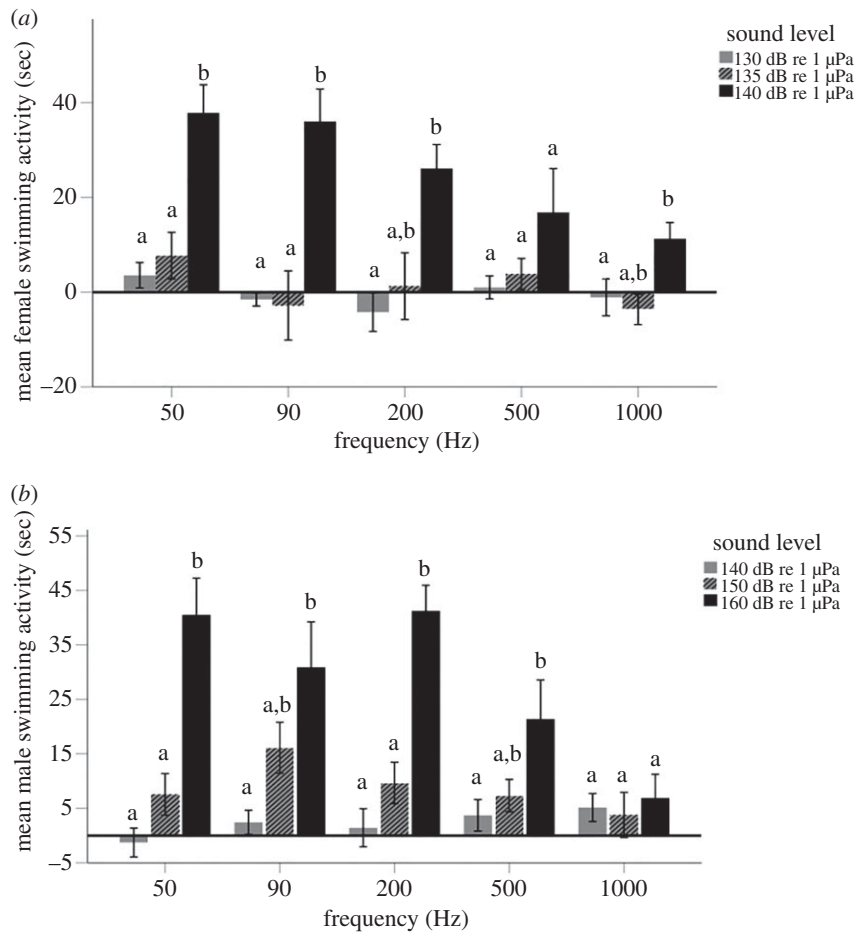 (a)
sound level
130 dB re 1 µPa
135 dB re 1 µPa
140 dB re 1 µPa
mean female swimming activity (sec)
40
20
0
–20
a a b
a a b
a a,b b
a a a
a a,b b
50 90 200 500 1000
frequency (Hz)
(b)
sound level
140 dB re 1 µPa
150 dB re 1 µPa
160 dB re 1 µPa
mean male swimming activity (sec)
55
45
35
25
15
5
–5
a a b
a a,b b
a a b
a a,b b
a a a
50 90 200 500 1000
frequency (Hz)